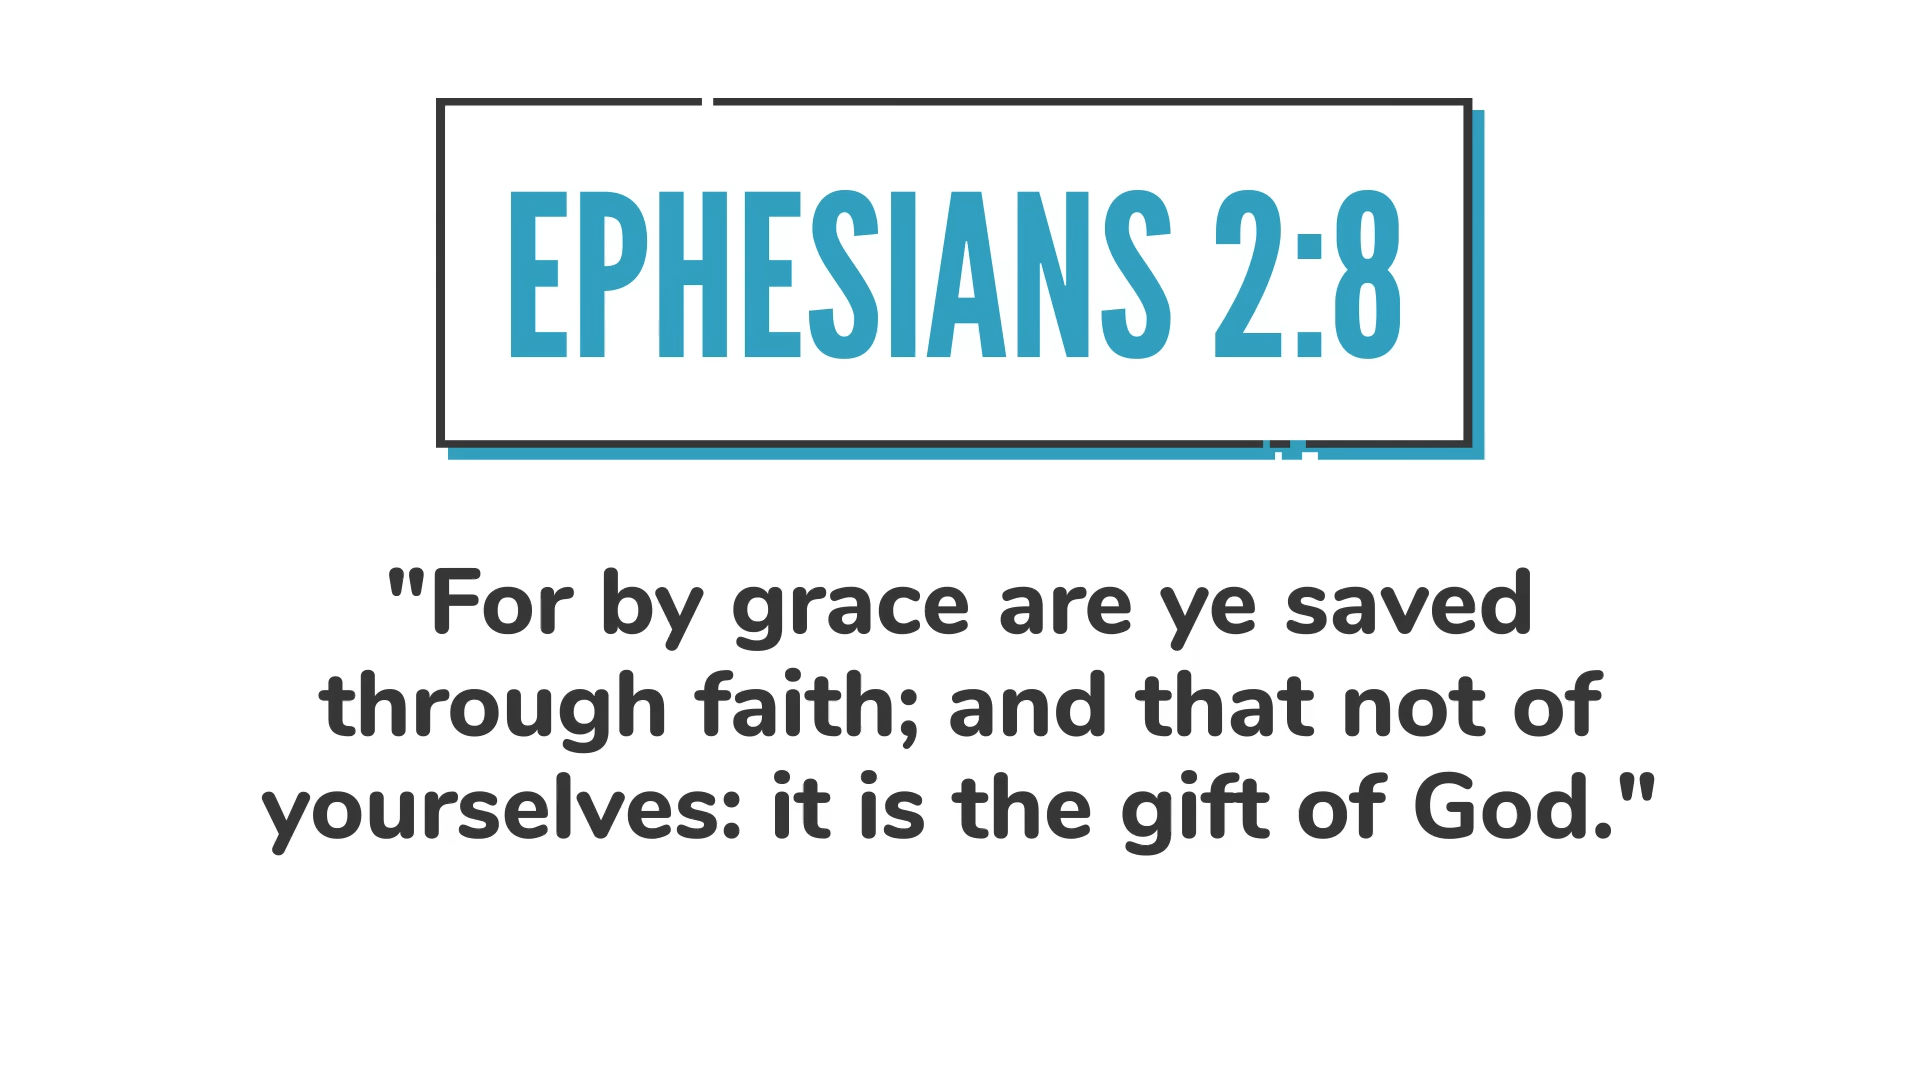 EPHESIANS 2:8
"For by grace are ye saved
through faith; and that not of
yourselves: it is the gift of God."